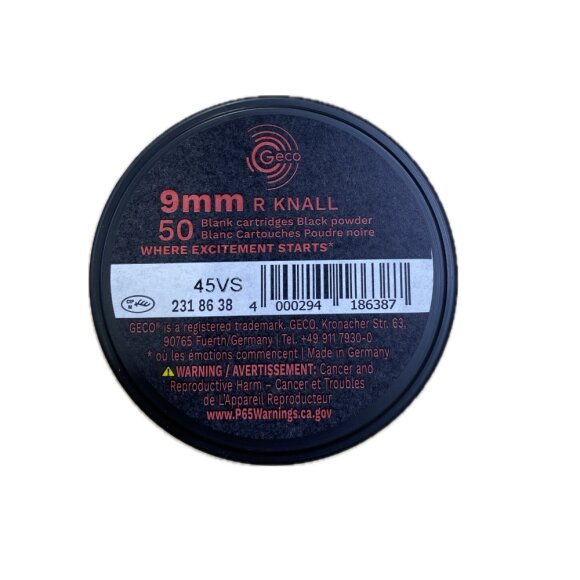 Geco
9mm R KNALL
50 Blank cartridges Black powder
Blanc Cartouches Poudre noire
WHERE EXCITEMENT STARTS*
45VS
CIP
N
231 86 38
4 000294 186387
GECO® is a registered trademark. GECO, Kronacher Str. 63,
90765 Fuerth/Germany | Tel. +49 911 7930-0
* où les émotions commencent | Made in Germany
⚠WARNING / AVERTISSEMENT: Cancer and
Reproductive Harm – Cancer et Troubles
de L'Appareil Reproducteur
www.P65Warnings.ca.gov